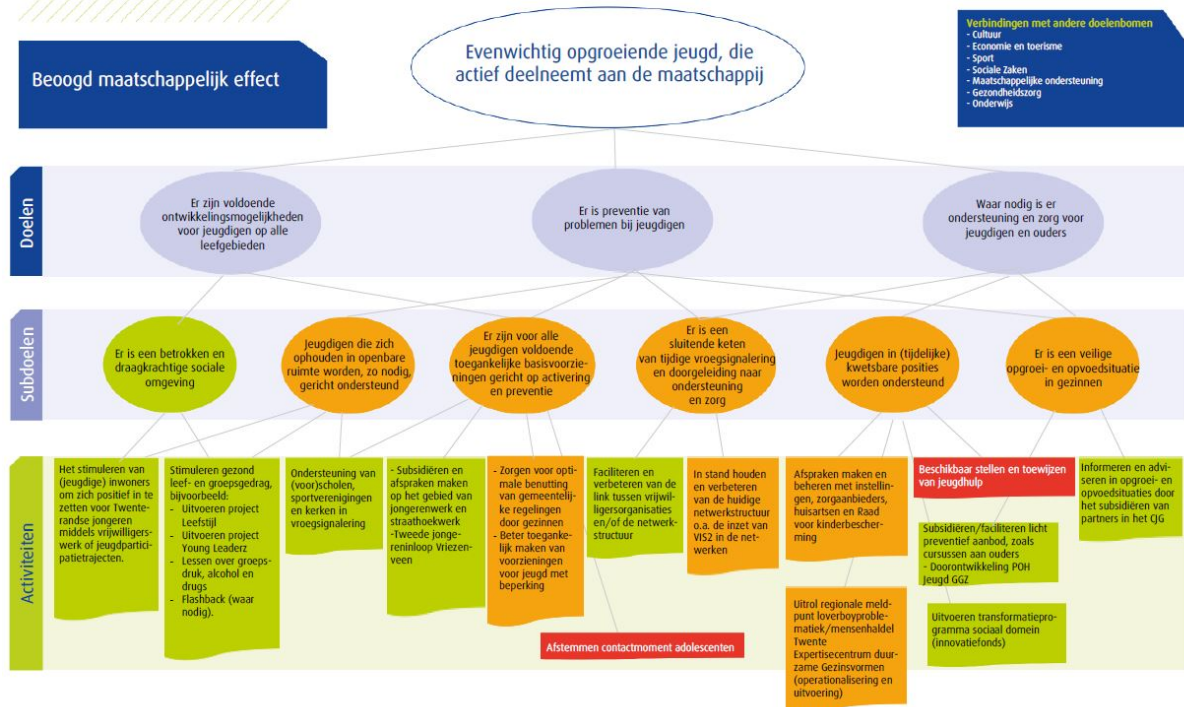 Beoogd maatschappelijk effect
Evenwichtig opgroeiende jeugd, die
actief deelneemt aan de maatschappij
Verbindingen met andere doelenbomen
- Cultuur
- Economie en toerisme
- Sport
- Sociale Zaken
- Maatschappelijke ondersteuning
- Gezondheidszorg
- Onderwijs
Doelen
Er zijn voldoende
ontwikkelingsmogelijkheden
voor jeugdigen op alle
leefgebieden
Er is preventie van
problemen bij jeugdigen
Waar nodig is er
ondersteuning en zorg voor
jeugdigen en ouders
Subdoelen
Er is een betrokken en
draagkrachtige sociale
omgeving
Jeugdigen die zich
ophouden in openbare
ruimte worden, zo nodig,
gericht ondersteund
Er zijn voor alle
jeugdigen voldoende
toegankelijke basisvoorzie-
ningen gericht op activering
en preventie
Er is een
sluitende keten
van tijdige vroegsignalering
en doorgeleiding naar
ondersteuning
en zorg
Jeugdigen in (tijdelijke)
kwetsbare posities
worden ondersteund
Er is een veilige
opgroei- en opvoedsituatie
in gezinnen
Activiteiten
Het stimuleren van
(jeugdige) inwoners
om zich positief in te
zetten voor Twente-
randse jongeren
middels vrijwilligers-
werk of jeugdpartici-
patietrajecten.
Stimuleren gezond
leef- en groepsgedrag,
bijvoorbeeld:
- Uitvoeren project
Leefstijl
- Uitvoeren project
Young Leaderz
- Lessen over groeps-
druk, alcohol en
drugs
- Flashback (waar
nodig).
Ondersteuning van
(voor)scholen,
sportverenigingen
en kerken in
vroegsignalering
- Subsidiëren en
afspraken maken
op het gebied van
jongerenwerk en
straathoekwerk
-Tweede jonge-
reninloop Vriezen-
veen
- Zorgen voor opti-
male benutting
van gemeentelij-
ke regelingen
door gezinnen
- Beter toegan-
kelijk maken van
voorzieningen
voor jeugd met
beperking
Afstemmen contactmoment adolescenten
Faciliteren en
verbeteren van de
link tussen vrijwil-
ligersorganisaties
en/of de netwerk-
structuur
In stand houden
en verbeteren
van de huidige
netwerkstructuur
o.a. de inzet van
VIS2 in de net-
werken
Afspraken maken en
beheren met instellin-
gen, zorgaanbieders,
huisartsen en Raad
voor kinderbescher-
ming
Uitrol regionale meld-
punt loverboyproble-
matiek/mensenhaldel
Twente
Expertisecentrum duur-
zame Gezinsvormen
(operationalisering en
uitvoering)
Beschikbaar stellen en toewijzen
van jeugdhulp
Subsidiëren/faciliteren licht
preventief aanbod, zoals
cursussen aan ouders
- Doorontwikkeling POH
Jeugd GGZ
Uitvoeren transformatiepro-
gramma sociaal domein
(innovatiefonds)
Informeren en advi-
seren in opgroei- en
opvoedsituaties door
het subsidiëren van
partners in het CJG